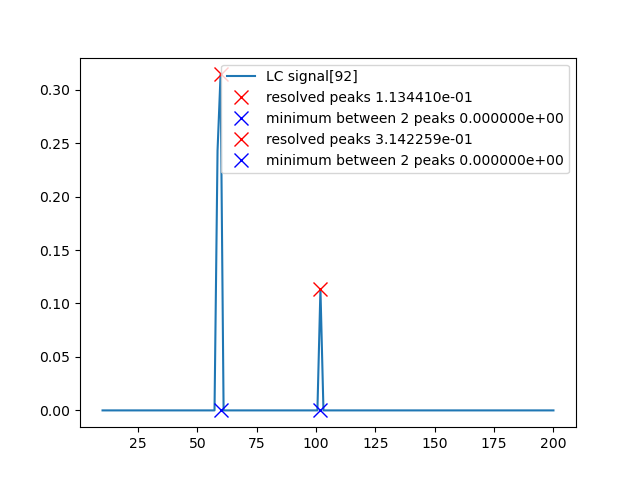 LC signal[92]
resolved peaks 1.134410e-01
minimum between 2 peaks 0.000000e+00
resolved peaks 3.142259e-01
minimum between 2 peaks 0.000000e+00
0.30
0.25
0.20
0.15
0.10
0.05
0.00
25 50 75 100 125 150 175 200